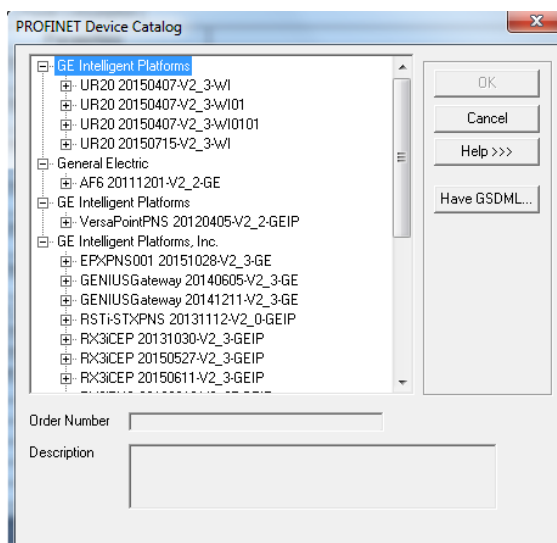 PROFINET Device Catalog
GE Intelligent Platforms
UR20 20150407-V2_3-WI
UR20 20150407-V2_3-WI01
UR20 20150407-V2_3-WI0101
UR20 20150715-V2_3-WI
General Electric
AF6 20111201-V2_2-GE
GE Intelligent Platforms
VersaPointPNS 20120405-V2_2-GEIP
GE Intelligent Platforms, Inc.
EPXPNS001 20151028-V2_3-GE
GENIUSGateway 20140605-V2_3-GE
GENIUSGateway 20141211-V2_3-GE
RSTi-STXPNS 20131112-V2_0-GEIP
RX3iCEP 20131030-V2_3-GEIP
RX3iCEP 20150527-V2_3-GEIP
RX3iCEP 20150611-V2_3-GEIP
OK
Cancel
Help >>>
Have GSDML...
Order Number
Description